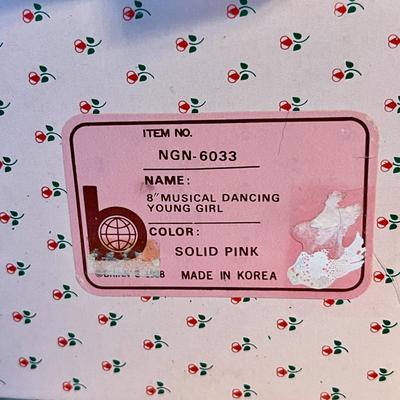 ITEM NO.
NGN-6033
NAME:
8" MUSICAL DANCING
YOUNG GIRL
COLOR:
SOLID PINK
MADE IN KOREA